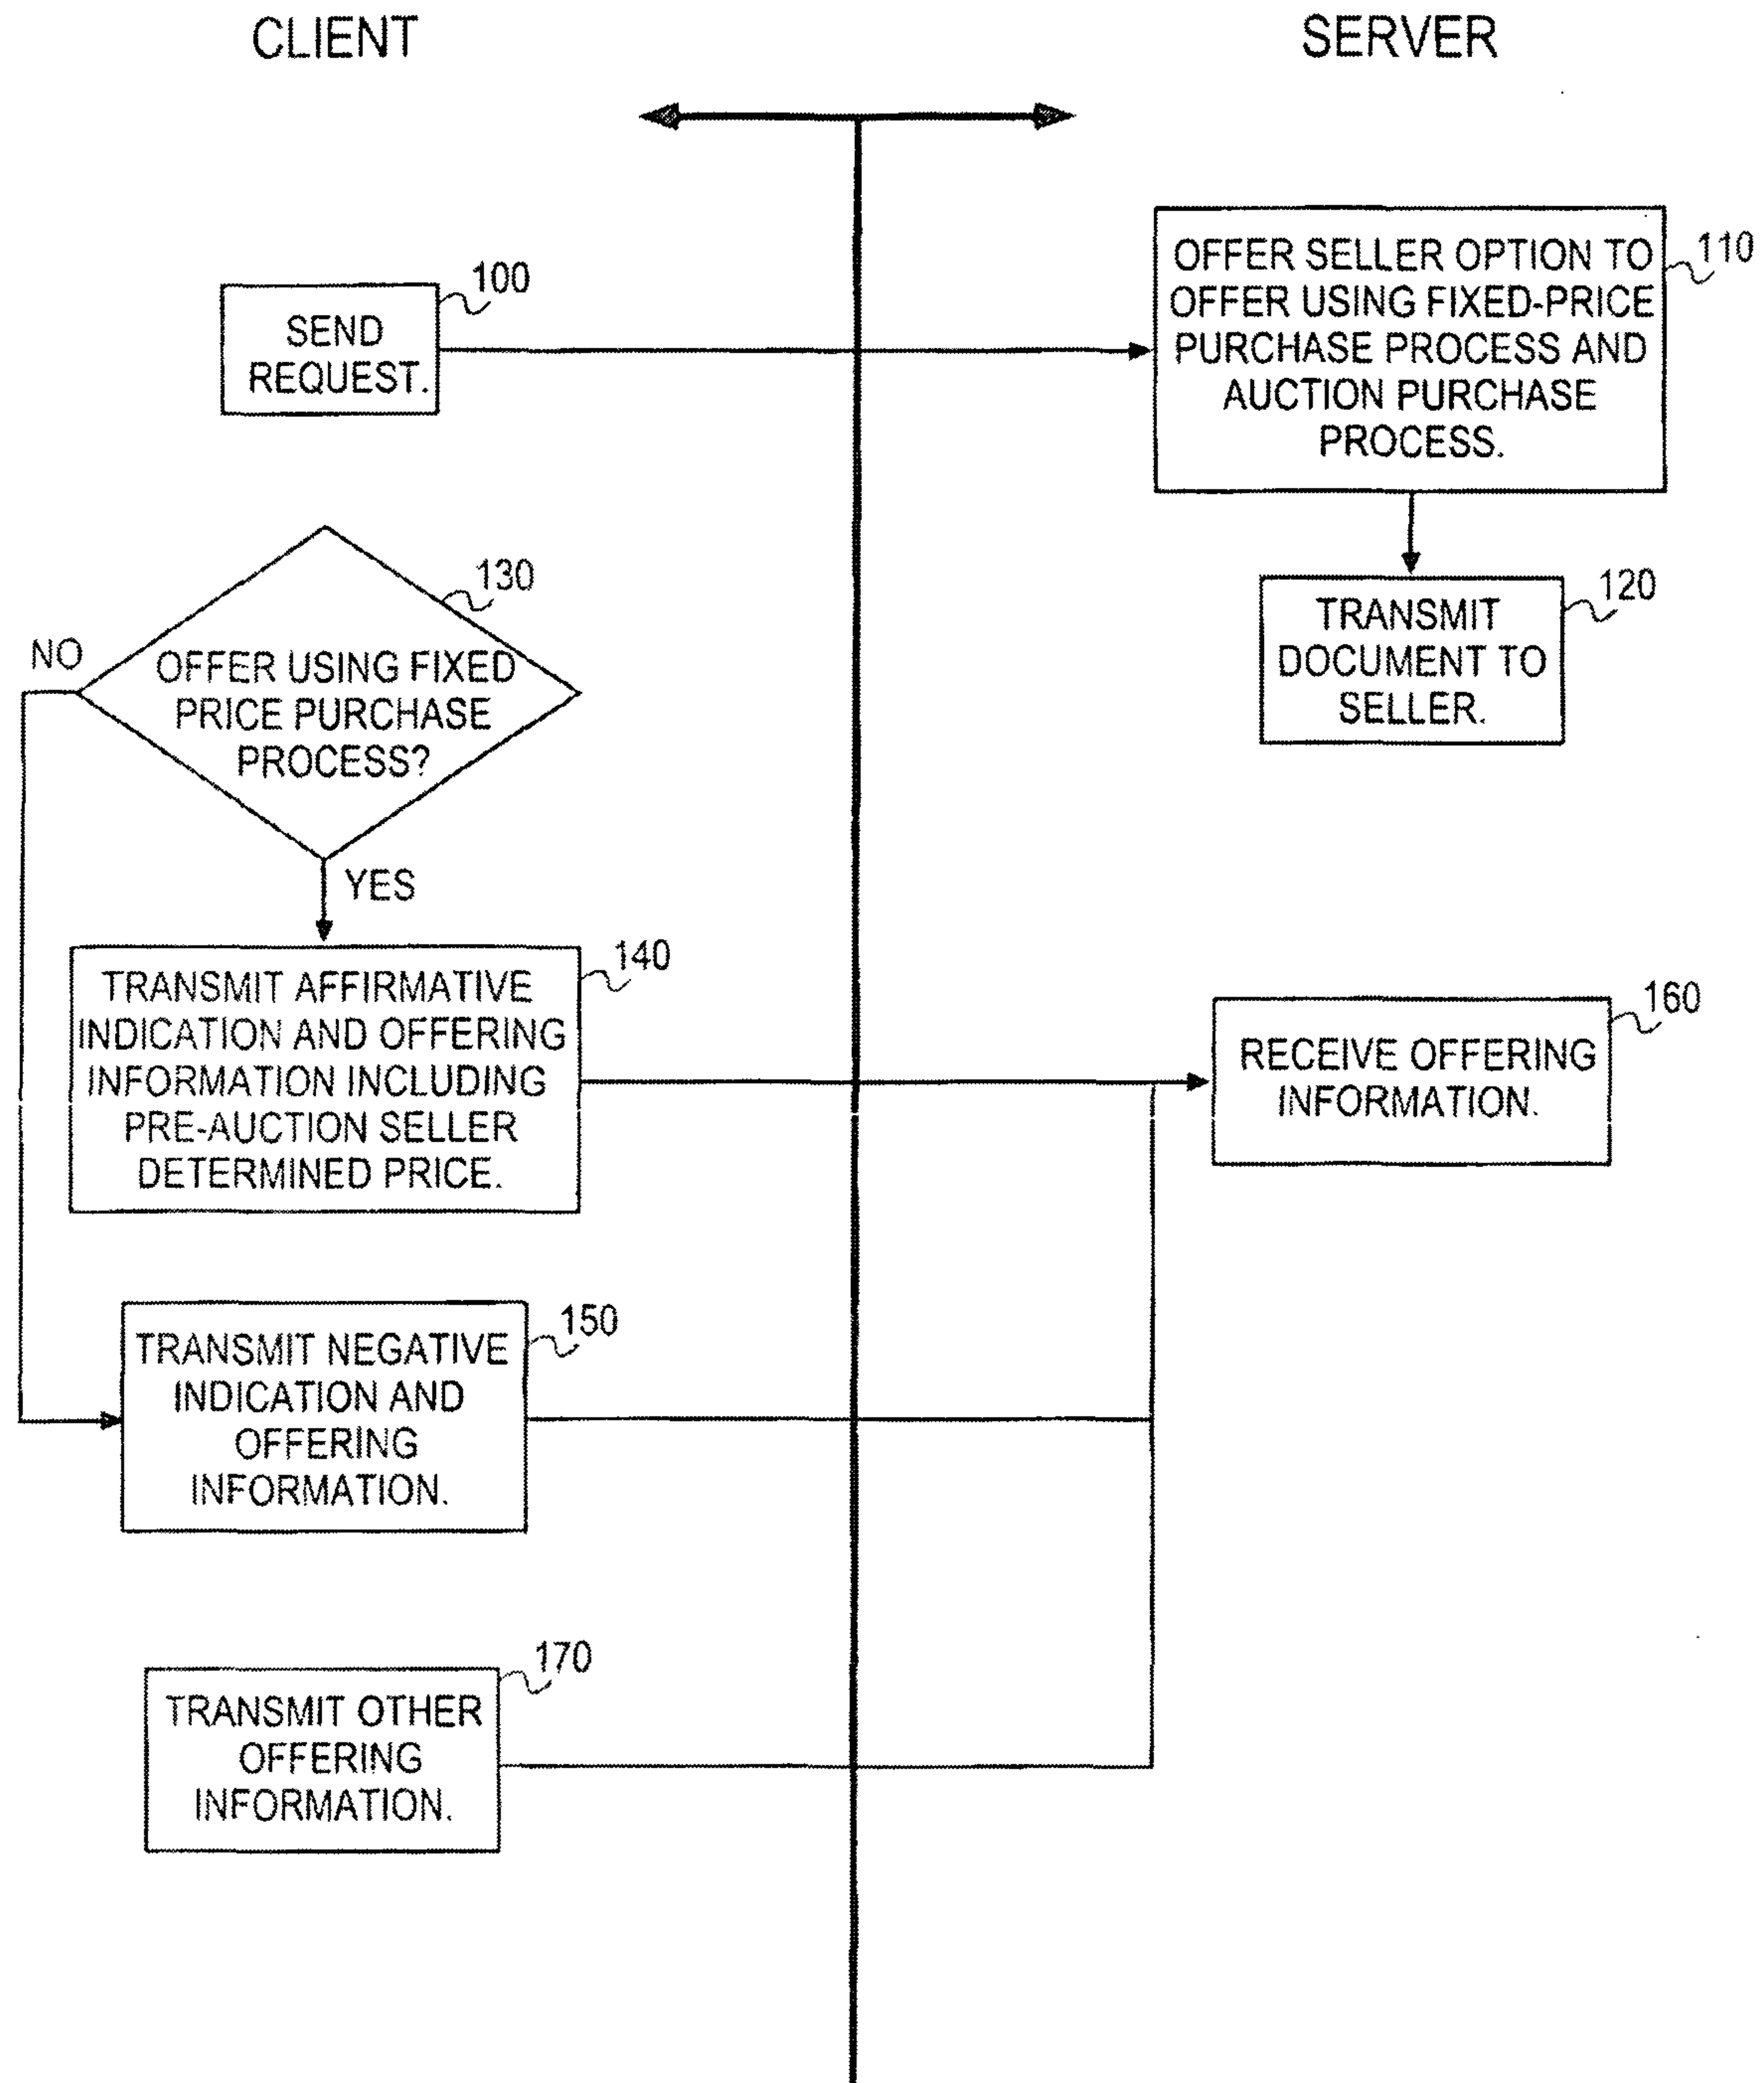 CLIENT
SERVER
100
SEND
REQUEST.
110
OFFER SELLER OPTION TO
OFFER USING FIXED-PRICE
PURCHASE PROCESS AND
AUCTION PURCHASE
PROCESS.
120
TRANSMIT
DOCUMENT TO
SELLER.
130
NO
OFFER USING FIXED
PRICE PURCHASE
PROCESS?
YES
140
TRANSMIT AFFIRMATIVE
INDICATION AND OFFERING
INFORMATION INCLUDING
PRE-AUCTION SELLER
DETERMINED PRICE.
160
RECEIVE OFFERING
INFORMATION.
150
TRANSMIT NEGATIVE
INDICATION AND
OFFERING
INFORMATION.
170
TRANSMIT OTHER
OFFERING
INFORMATION.